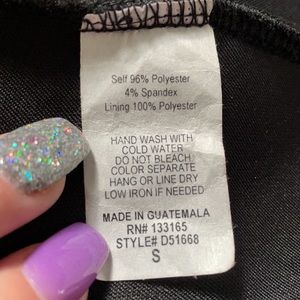 Self 96% Polyester
4% Spandex
Lining 100% Polyester
HAND WASH WITH
COLD WATER
DO NOT BLEACH
COLOR SEPARATE
HANG OR LINE DRY
LOW IRON IF NEEDED
MADE IN GUATEMALA
RN# 133165
STYLE# D51668
S